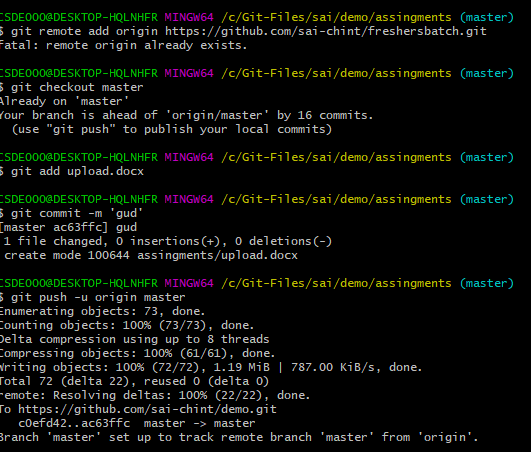 CSDEOOO@DESKTOP-HQLNHFR MINGW64 /c/Git-Files/sai/demo/assingments (master)
$ git remote add origin https://github.com/sai-chint/freshersbatch.git
fatal: remote origin already exists.
CSDEOOO@DESKTOP-HQLNHFR MINGW64 /c/Git-Files/sai/demo/assingments (master)
$ git checkout master
Already on 'master'
Your branch is ahead of 'origin/master' by 16 commits.
(use "git push" to publish your local commits)
CSDEOOO@DESKTOP-HQLNHFR MINGW64 /c/Git-Files/sai/demo/assingments (master)
$ git add upload.docx
CSDEOOO@DESKTOP-HQLNHFR MINGW64 /c/Git-Files/sai/demo/assingments (master)
$ git commit -m 'gud'
[master ac63ffc] gud
1 file changed, 0 insertions(+), 0 deletions(-)
create mode 100644 assingments/upload.docx
CSDEOOO@DESKTOP-HQLNHFR MINGW64 /c/Git-Files/sai/demo/assingments (master)
$ git push -u origin master
Enumerating objects: 73, done.
Counting objects: 100% (73/73), done.
Delta compression using up to 8 threads
Compressing objects: 100% (61/61), done.
Writing objects: 100% (72/72), 1.19 MiB | 787.00 KiB/s, done.
Total 72 (delta 22), reused 0 (delta 0)
remote: Resolving deltas: 100% (22/22), done.
To https://github.com/sai-chint/demo.git
c0efd42..ac63ffc  master -> master
Branch 'master' set up to track remote branch 'master' from 'origin'.